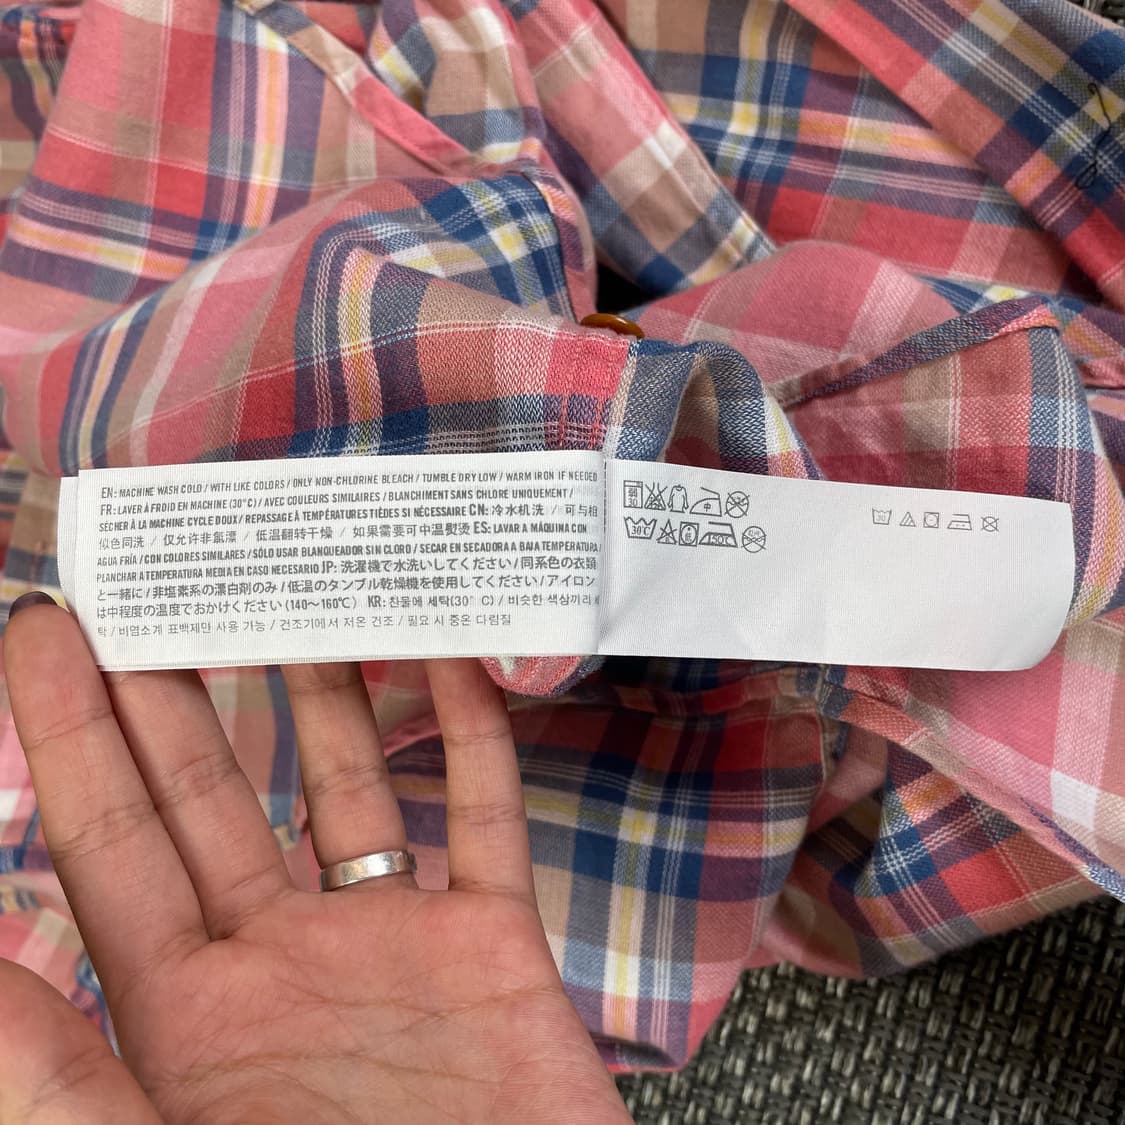 EN: MACHINE WASH COLD / WITH LIKE COLORS / ONLY NON-CHLORINE BLEACH / TUMBLE DRY LOW / WARM IRON IF NEEDED
FR: LAVER À FROID EN MACHINE (30°C) / AVEC COULEURS SIMILAIRES / BLANCHIMENT SANS CHLORE UNIQUEMENT /
SÉCHER À LA MACHINE CYCLE DOUX / REPASSAGE À TEMPÉRATURES TIÈDES SI NÉCESSAIRE CN: 冷水机洗 / 可与相
似色同洗 / 仅允许非氯漂 / 低温翻转干燥 / 如果需要可中温熨烫 ES: LAVAR A MÁQUINA CON
AGUA FRÍA / CON COLORES SIMILARES / SÓLO USAR BLANQUEADOR SIN CLORO / SECAR EN SECADORA A BAJA TEMPERATURA /
PLANCHAR A TEMPERATURA MEDIA EN CASO NECESARIO JP: 洗濯機で水洗いしてください / 同系色の衣類
と一緒に / 非塩素系の漂白剤のみ / 低温のタンブル乾燥機を使用してください / アイロン
は中程度の温度でおかけください (140～160℃) KR: 찬물에 세탁(30° C) / 비슷한 색상끼리 세
탁 / 비염소계 표백제만 사용 가능 / 건조기에서 저온 건조 / 필요 시 중온 다림질
30 中
30°C 150C
30